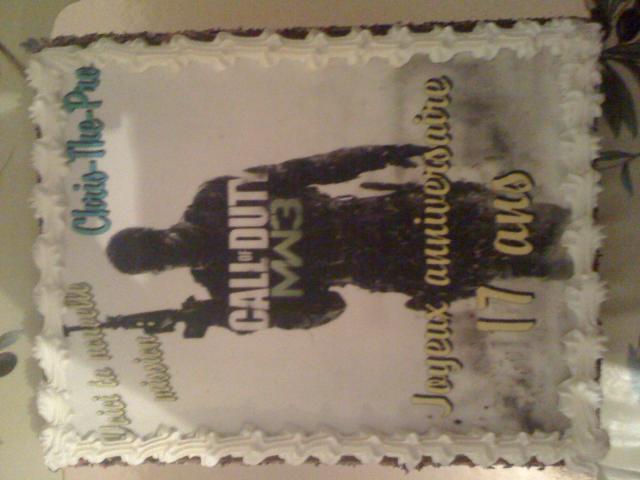 Voici ta nouvelle
mission :
Chris-The-Pro
CALL OF DUTY
MW3
Joyeux anniversaire
17 ans